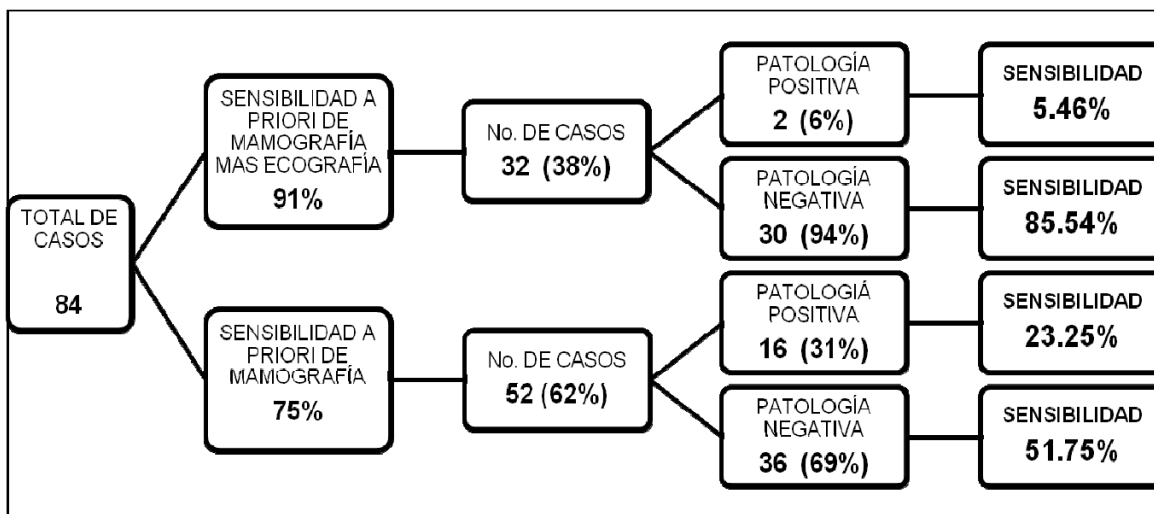 TOTAL DE
CASOS
84
SENSIBILIDAD A
PRIORI DE
MAMOGRAFÍA
MAS ECOGRAFÍA
91%
No. DE CASOS
32 (38%)
PATOLOGÍA
POSITIVA
2 (6%)
SENSIBILIDAD
5.46%
PATOLOGÍA
NEGATIVA
30 (94%)
SENSIBILIDAD
85.54%
SENSIBILIDAD A
PRIORI DE
MAMOGRAFÍA
75%
No. DE CASOS
52 (62%)
PATOLOGIÁ
POSITIVA
16 (31%)
SENSIBILIDAD
23.25%
PATOLOGÍA
NEGATIVA
36 (69%)
SENSIBILIDAD
51.75%